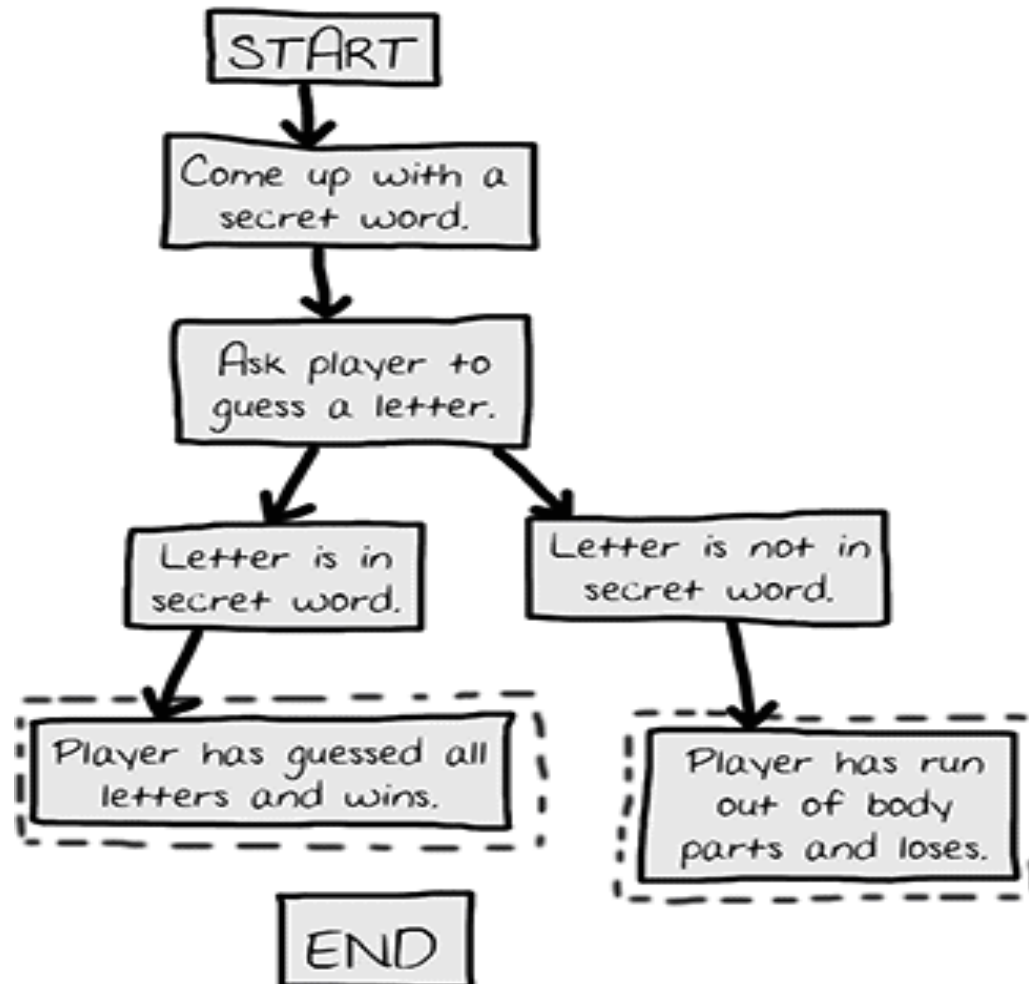 START
Come up with a
secret word.
Ask player to
guess a letter.
Letter is in
secret word.
Letter is not in
secret word.
Player has guessed all
letters and wins.
Player has run
out of body
parts and loses.
END